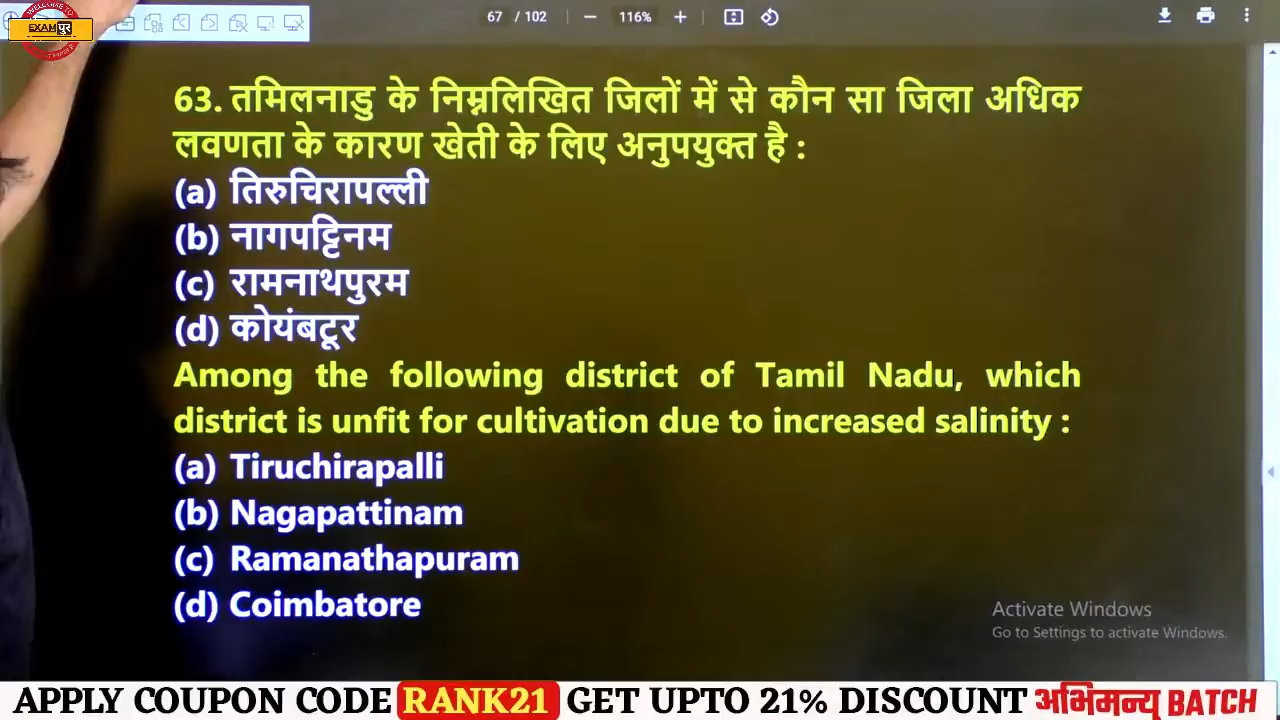 WELCOME TO
EXAMपुर
67 / 102
116%
63. तमिलनाडु के निम्नलिखित जिलों में से कौन सा जिला अधिक
लवणता के कारण खेती के लिए अनुपयुक्त है :
(a) तिरुचिरापल्ली
(b) नागपट्टिनम
(c) रामनाथपुरम
(d) कोयंबटूर
Among the following district of Tamil Nadu, which
district is unfit for cultivation due to increased salinity :
(a) Tiruchirapalli
(b) Nagapattinam
(c) Ramanathapuram
(d) Coimbatore
Activate Windows
Go to Settings to activate Windows.
APPLY COUPON CODE RANK21 GET UPTO 21% DISCOUNT अभिमन्यु BATCH